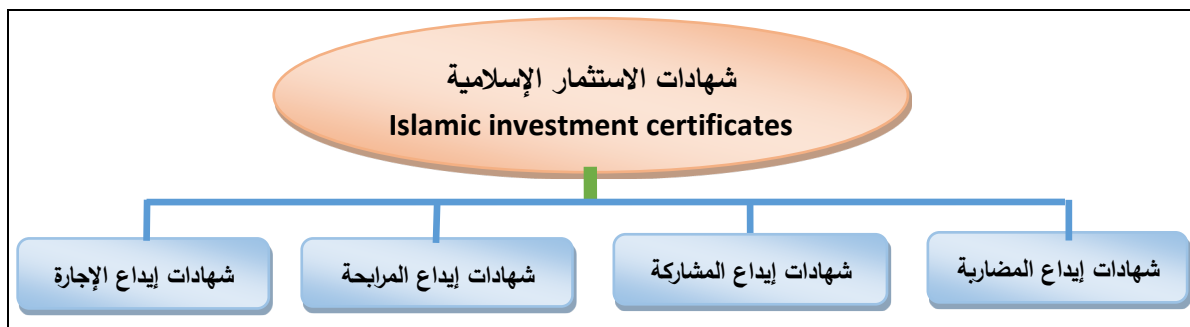 شهادات الاستثمار الإسلامية
Islamic investment certificates
شهادات إيداع المضاربة
شهادات إيداع المشاركة
شهادات إيداع المرابحة
شهادات إيداع الإجارة